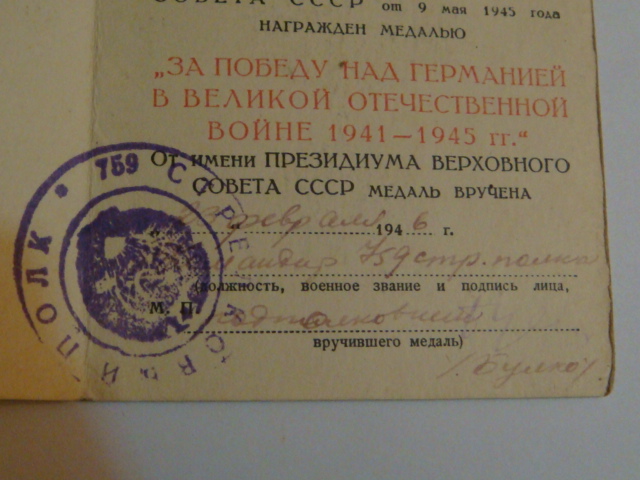 СОВЕТА СССР от 9 мая 1945 года
НАГРАЖДЕН МЕДАЛЬЮ
„ЗА ПОБЕДУ НАД ГЕРМАНИЕЙ
В ВЕЛИКОЙ ОТЕЧЕСТВЕННОЙ
ВОЙНЕ 1941—1945 гг.“
От имени ПРЕЗИДИУМА ВЕРХОВНОГО
СОВЕТА СССР МЕДАЛЬ ВРУЧЕНА
23 февраля 1946 г.
Командир 759 стр. полка
(должность, военное звание и подпись лица,
М. П. подполковник
вручившего медаль)
759 СТРЕЛКОВЫЙ ПОЛК